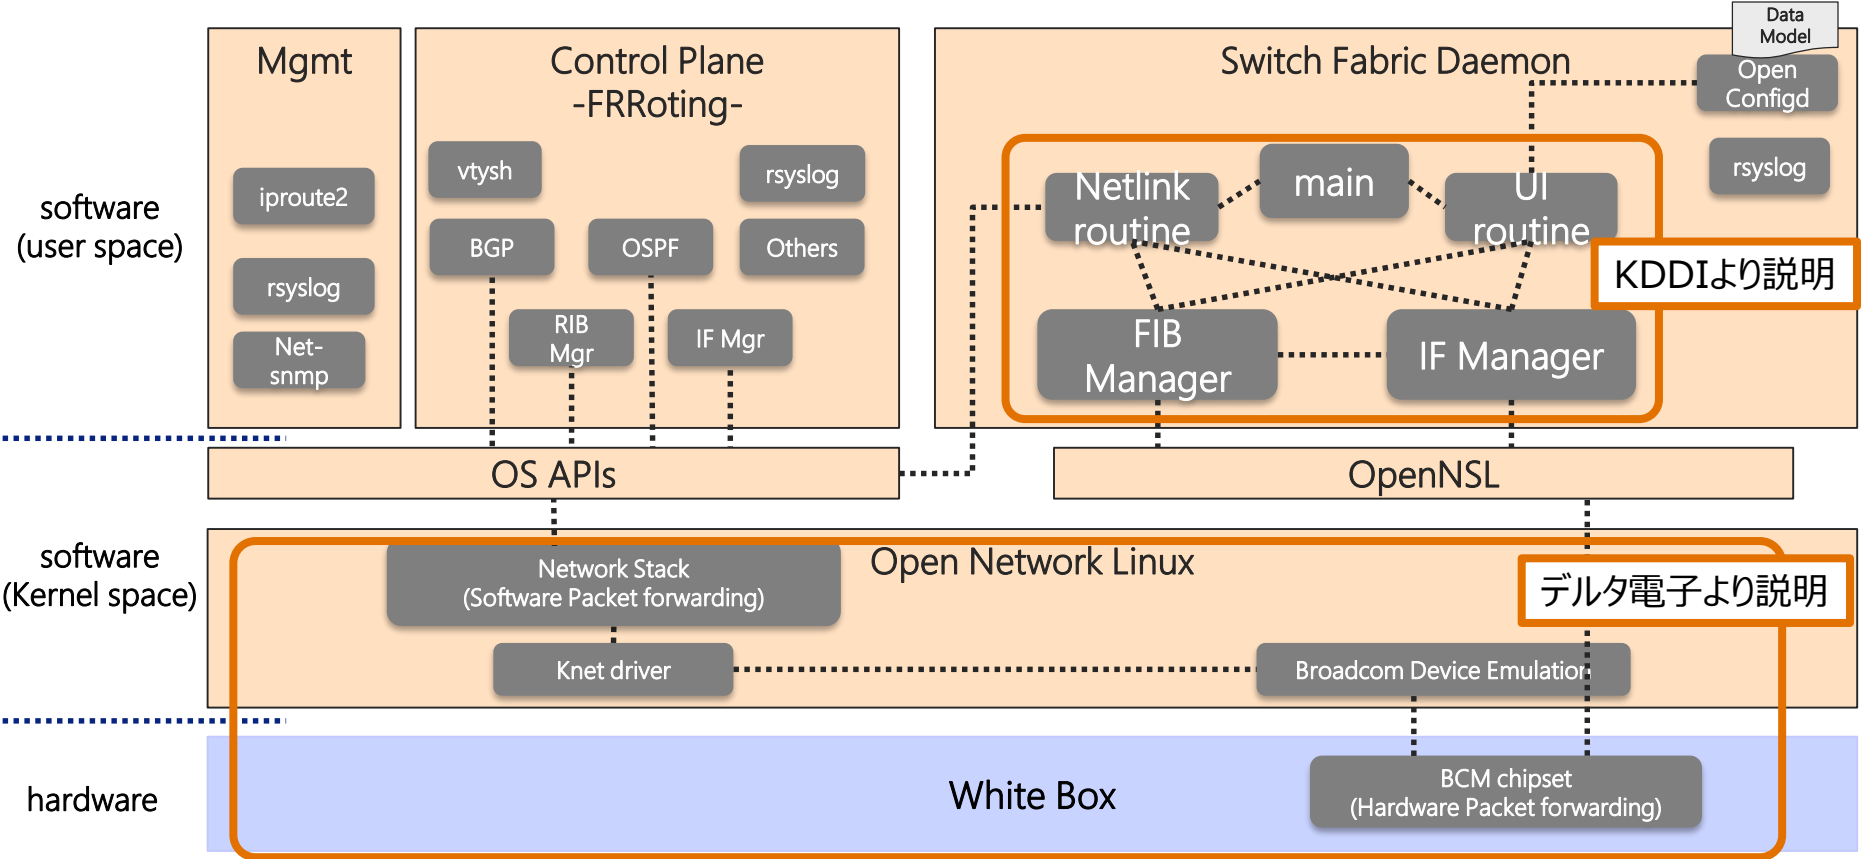 Mgmt
iproute2
rsyslog
Net-
snmp
Control Plane
-FRRoting-
vtysh
rsyslog
BGP
OSPF
Others
RIB
Mgr
IF Mgr
Switch Fabric Daemon
Data
Model
Open
Configd
rsyslog
Netlink
routine
main
UI
routine
KDDIより説明
FIB
Manager
IF Manager
software
(user space)
OS APIs
OpenNSL
software
(Kernel space)
Open Network Linux
Network Stack
(Software Packet forwarding)
デルタ電子より説明
Knet driver
Broadcom Device Emulation
hardware
White Box
BCM chipset
(Hardware Packet forwarding)